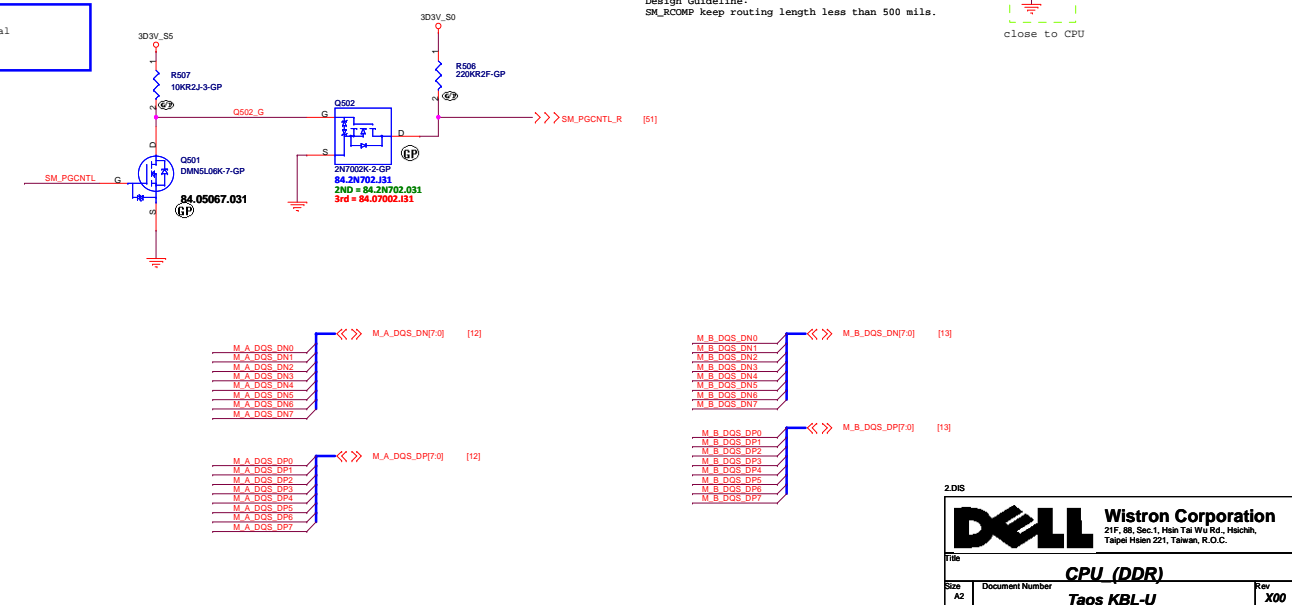 al
Design Guideline:
SM_RCOMP keep routing length less than 500 mils.
close to CPU
3D3V_S5
3D3V_S0
1
R507
10KR2J-3-GP
2
1
R506
220KR2F-GP
2
Q502_G
G
Q502
D
S
GP
2N7002K-2-GP
84.2N702.J31
2ND = 84.2N702.031
3rd = 84.07002.I31
SM_PGCNTL_R
[51]
D
Q501
DMN5L06K-7-GP
SM_PGCNTL
G
84.05067.031
S
GP
M_A_DQS_DN[7:0]
[12]
M_A_DQS_DN0
M_A_DQS_DN1
M_A_DQS_DN2
M_A_DQS_DN3
M_A_DQS_DN4
M_A_DQS_DN5
M_A_DQS_DN6
M_A_DQS_DN7
M_B_DQS_DN[7:0]
[13]
M_B_DQS_DN0
M_B_DQS_DN1
M_B_DQS_DN2
M_B_DQS_DN3
M_B_DQS_DN4
M_B_DQS_DN5
M_B_DQS_DN6
M_B_DQS_DN7
M_A_DQS_DP[7:0]
[12]
M_A_DQS_DP0
M_A_DQS_DP1
M_A_DQS_DP2
M_A_DQS_DP3
M_A_DQS_DP4
M_A_DQS_DP5
M_A_DQS_DP6
M_A_DQS_DP7
M_B_DQS_DP[7:0]
[13]
M_B_DQS_DP0
M_B_DQS_DP1
M_B_DQS_DP2
M_B_DQS_DP3
M_B_DQS_DP4
M_B_DQS_DP5
M_B_DQS_DP6
M_B_DQS_DP7
2.DIS
DELL
Wistron Corporation
21F, 88, Sec.1, Hsin Tai Wu Rd., Hsichih,
Taipei Hsien 221, Taiwan, R.O.C.
Title
CPU_(DDR)
Size
A2
Document Number
Taos KBL-U
Rev
X00